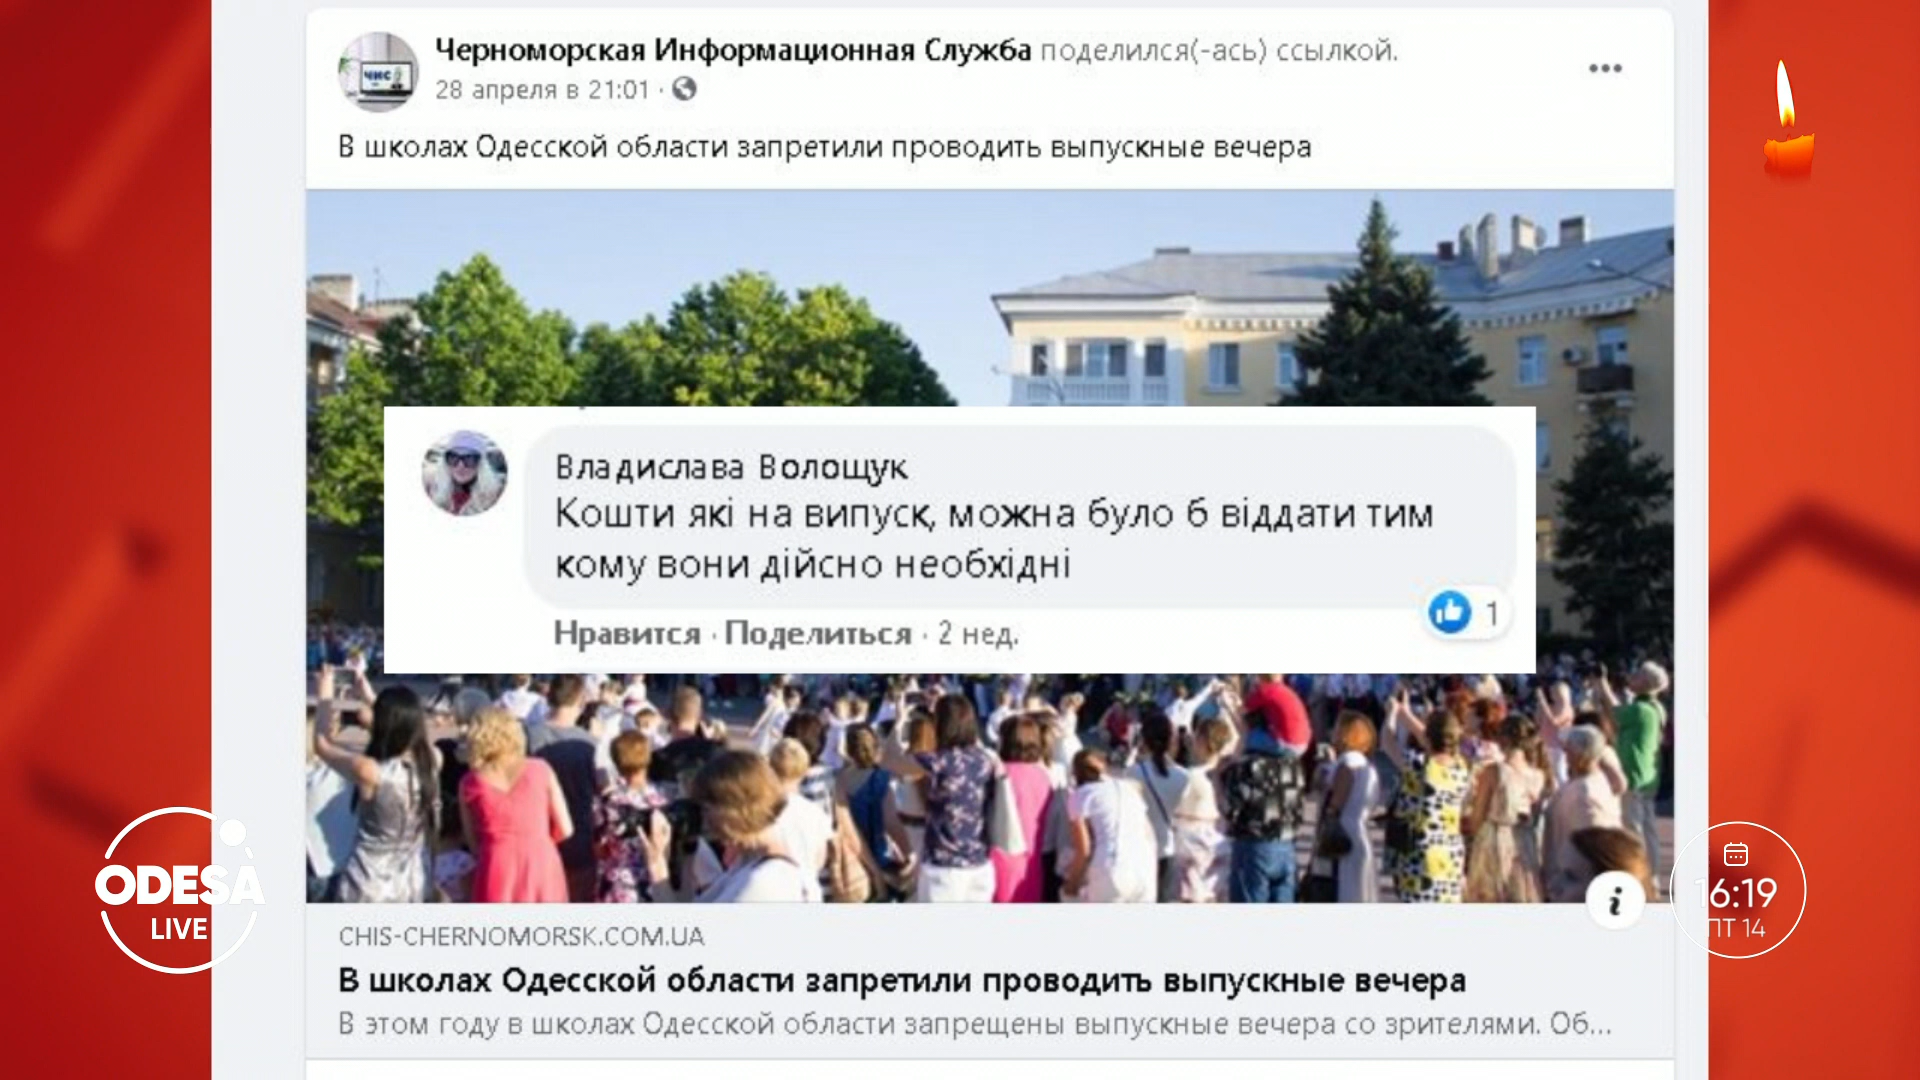 Черноморская Информационная Служба поделился(-ась) ссылкой.
28 апреля в 21:01 ·
В школах Одесской области запретили проводить выпускные вечера
чис
Владислава Волощук
Кошти які на випуск, можна було б віддати тим
кому вони дійсно необхідні
1
Нравится · Поделиться · 2 нед.
ODESA
LIVE
i
16:19
ПТ 14
CHIS-CHERNOMORSK.COM.UA
В школах Одесской области запретили проводить выпускные вечера
В этом году в школах Одесской области запрещены выпускные вечера со зрителями. Об...